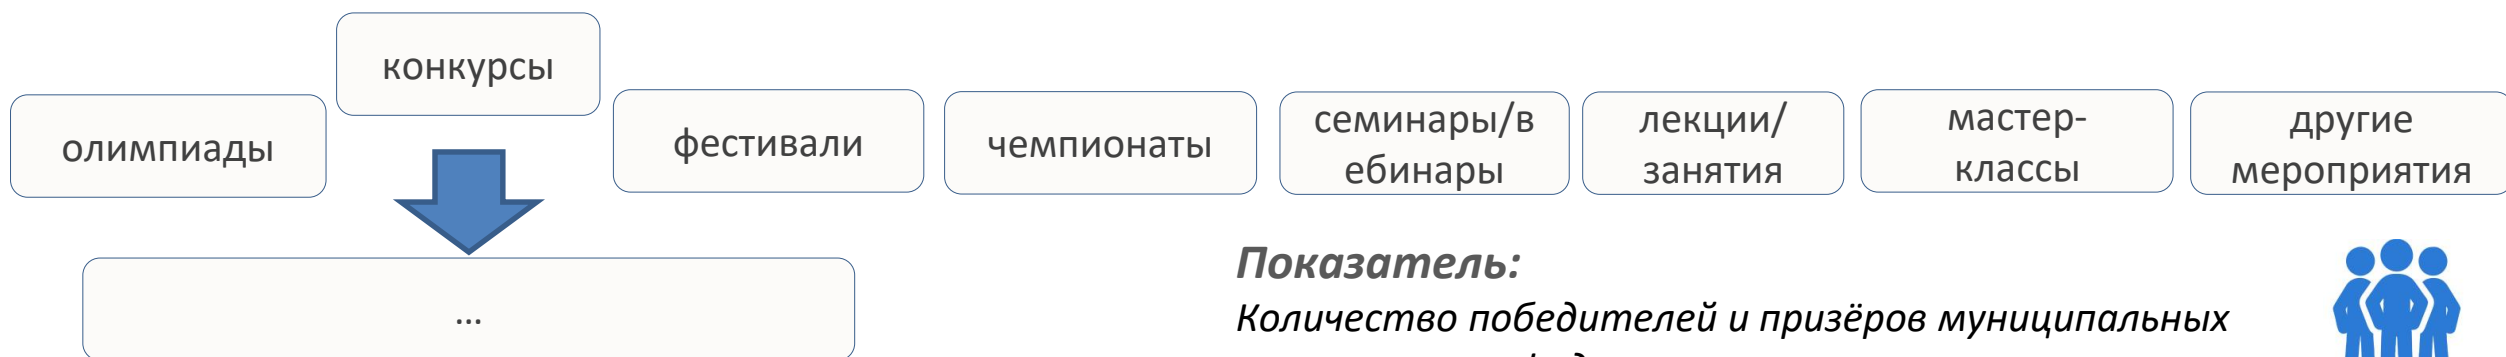 конкурсы
олимпиады
фестивали
чемпионаты
семинары/в
ебинары
лекции/
занятия
мастер-
классы
другие
мероприятия
...
Показатель:
Количество победителей и призёров муниципальных